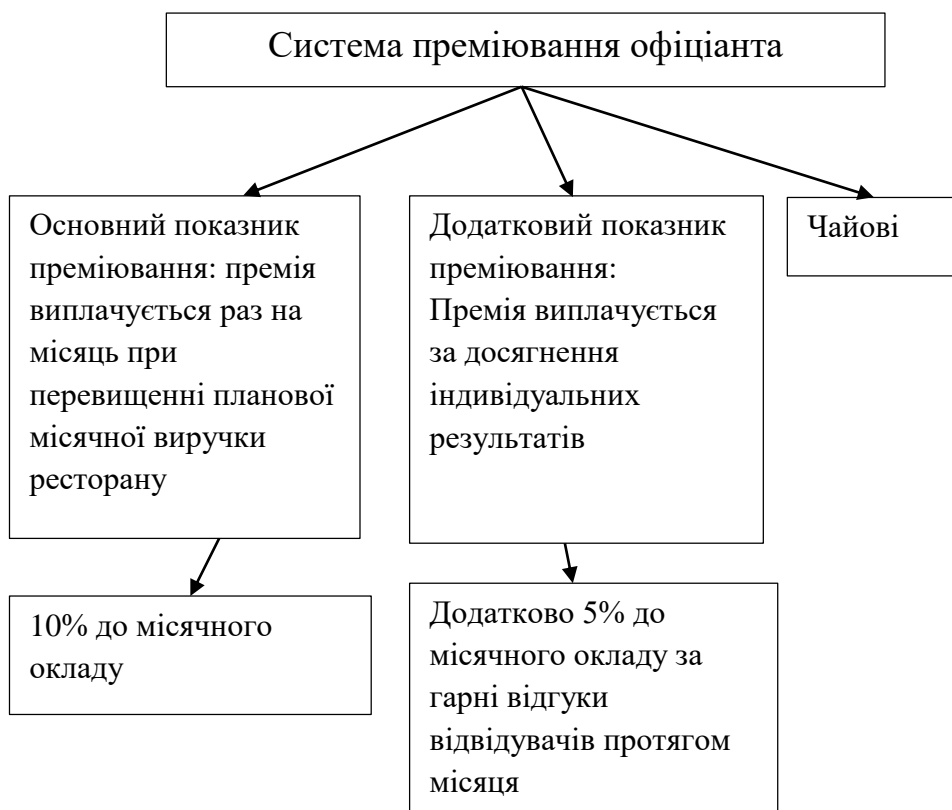 Система преміювання офіціанта
Основний показник
преміювання: премія
виплачується раз на
місяць при
перевищенні планової
місячної виручки
ресторану
Додатковий показник
преміювання:
Премія виплачується
за досягнення
індивідуальних
результатів
Чайові
10% до місячного
окладу
Додатково 5% до
місячного окладу за
гарні відгуки
відвідувачів протягом
місяця